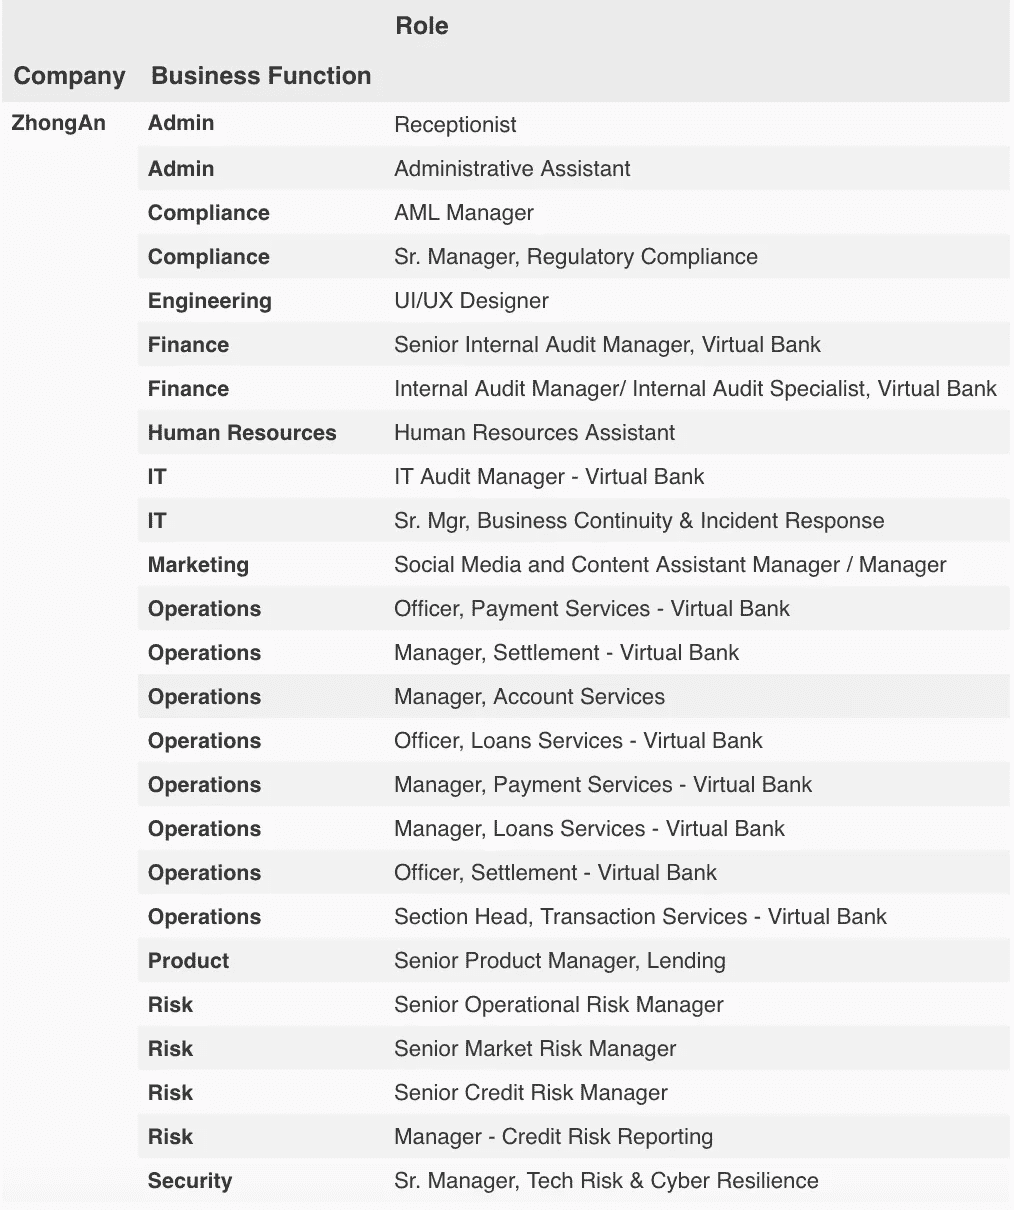 Role
Company Business Function
ZhongAn Admin Receptionist
Admin Administrative Assistant
Compliance AML Manager
Compliance Sr. Manager, Regulatory Compliance
Engineering UI/UX Designer
Finance Senior Internal Audit Manager, Virtual Bank
Finance Internal Audit Manager/ Internal Audit Specialist, Virtual Bank
Human Resources Human Resources Assistant
IT IT Audit Manager - Virtual Bank
IT Sr. Mgr, Business Continuity & Incident Response
Marketing Social Media and Content Assistant Manager / Manager
Operations Officer, Payment Services - Virtual Bank
Operations Manager, Settlement - Virtual Bank
Operations Manager, Account Services
Operations Officer, Loans Services - Virtual Bank
Operations Manager, Payment Services - Virtual Bank
Operations Manager, Loans Services - Virtual Bank
Operations Officer, Settlement - Virtual Bank
Operations Section Head, Transaction Services - Virtual Bank
Product Senior Product Manager, Lending
Risk Senior Operational Risk Manager
Risk Senior Market Risk Manager
Risk Senior Credit Risk Manager
Risk Manager - Credit Risk Reporting
Security Sr. Manager, Tech Risk & Cyber Resilience